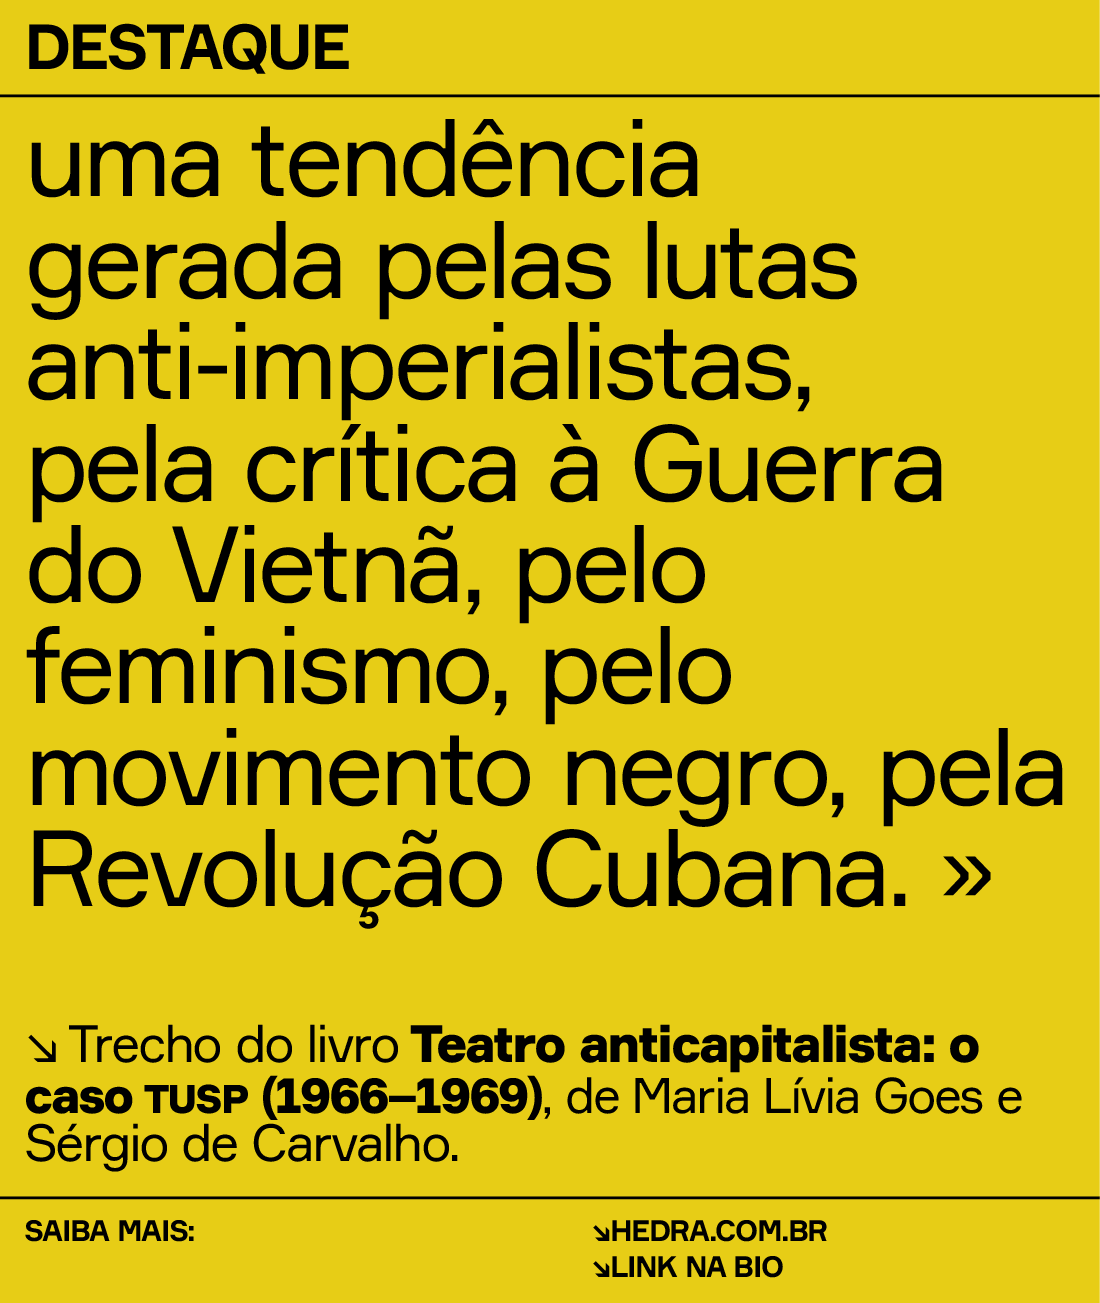 DESTAQUE
uma tendência
gerada pelas lutas
anti-imperialistas,
pela crítica à Guerra
do Vietnã, pelo
feminismo, pelo
movimento negro, pela
Revolução Cubana. »
↘ Trecho do livro Teatro anticapitalista: o
caso TUSP (1966–1969), de Maria Lívia Goes e
Sérgio de Carvalho.
SAIBA MAIS:
↘HEDRA.COM.BR
↘LINK NA BIO